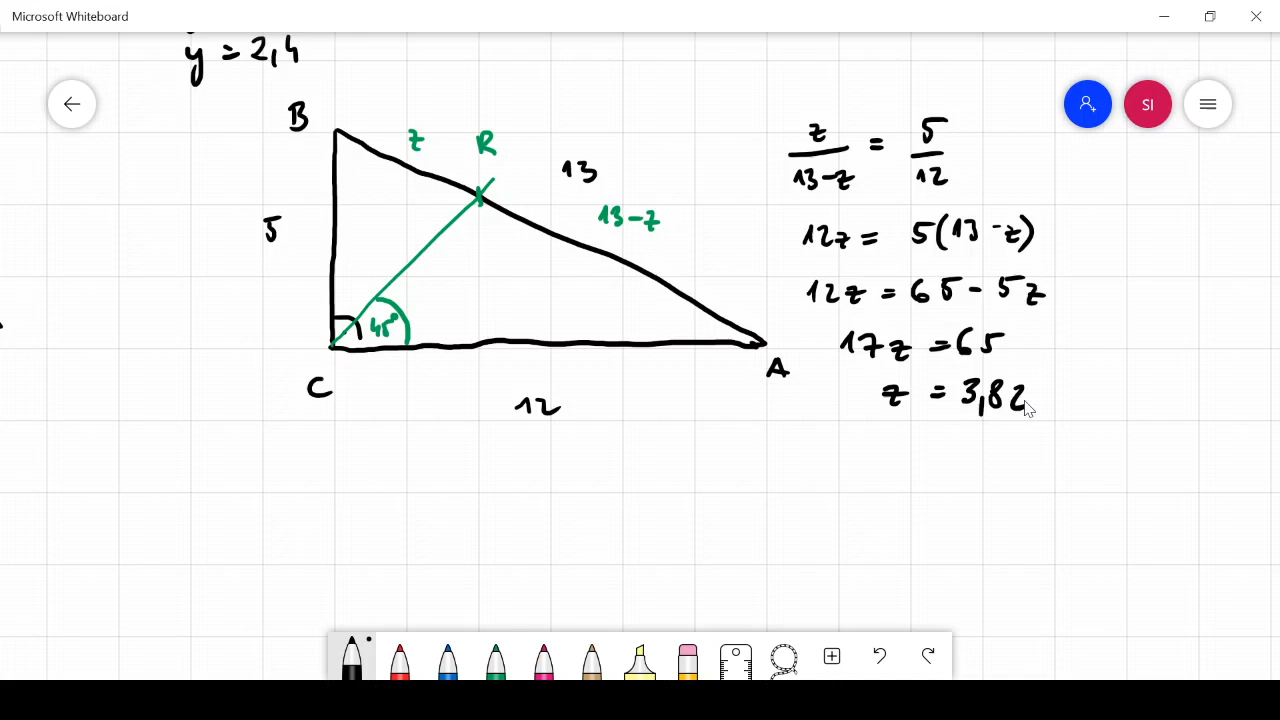 Microsoft Whiteboard
y = 2,4
SI
B
z
R
13
13-z
5
45°
C
12
A
z/13-z = 5/12
12z = 5(13-z)
12z = 65-5z
17z = 65
z = 3,82